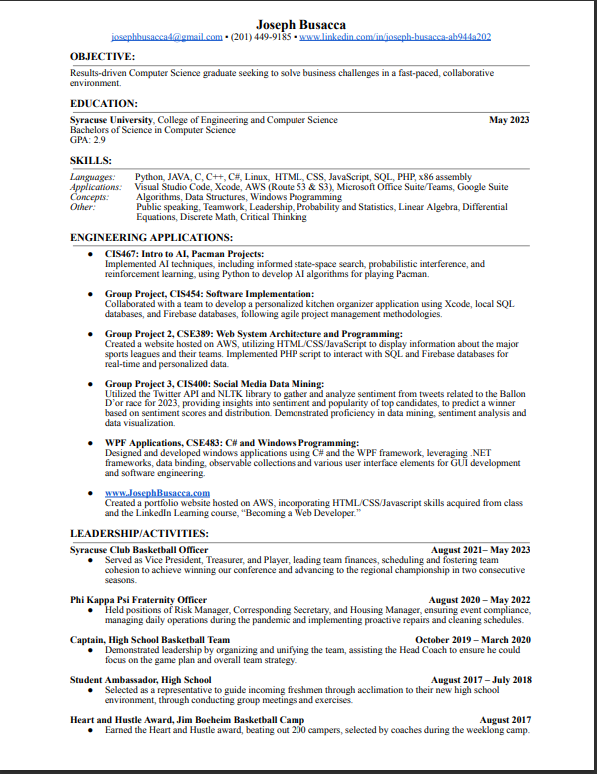 Joseph Busacca
josephbusacca4@gmail.com • (201) 449-9185 • www.linkedin.com/in/joseph-busacca-ab944a202
OBJECTIVE:
Results-driven Computer Science graduate seeking to solve business challenges in a fast-paced, collaborative
environment.
EDUCATION:
Syracuse University, College of Engineering and Computer Science May 2023
Bachelors of Science in Computer Science
GPA: 2.9
SKILLS:
Languages: Python, JAVA, C, C++, C#, Linux, HTML, CSS, JavaScript, SQL, PHP, x86 assembly
Applications: Visual Studio Code, Xcode, AWS (Route 53 & S3), Microsoft Office Suite/Teams, Google Suite
Concepts: Algorithms, Data Structures, Windows Programming
Other: Public speaking, Teamwork, Leadership, Probability and Statistics, Linear Algebra, Differential
Equations, Discrete Math, Critical Thinking
ENGINEERING APPLICATIONS:
● CIS467: Intro to AI, Pacman Projects:
Implemented AI techniques, including informed state-space search, probabilistic interference, and
reinforcement learning, using Python to develop AI algorithms for playing Pacman.
● Group Project, CIS454: Software Implementation:
Collaborated with a team to develop a personalized kitchen organizer application using Xcode, local SQL
databases, and Firebase databases, following agile project management methodologies.
● Group Project 2, CSE389: Web System Architecture and Programming:
Created a website hosted on AWS, utilizing HTML/CSS/JavaScript to display information about the major
sports leagues and their teams. Implemented PHP script to interact with SQL and Firebase databases for
real-time and personalized data.
● Group Project 3, CIS400: Social Media Data Mining:
Utilized the Twitter API and NLTK library to gather and analyze sentiment from tweets related to the Ballon
D'or race for 2023, providing insights into sentiment and popularity of top candidates, to predict a winner
based on sentiment scores and distribution. Demonstrated proficiency in data mining, sentiment analysis and
data visualization.
● WPF Applications, CSE483: C# and Windows Programming:
Designed and developed windows applications using C# and the WPF framework, leveraging .NET
frameworks, data binding, observable collections and various user interface elements for GUI development
and software engineering.
● www.JosephBusacca.com
Created a portfolio website hosted on AWS, incorporating HTML/CSS/Javascript skills acquired from class
and the LinkedIn Learning course, “Becoming a Web Developer.”
LEADERSHIP/ACTIVITIES:
Syracuse Club Basketball Officer August 2021– May 2023
● Served as Vice President, Treasurer, and Player, leading team finances, scheduling and fostering team
cohesion to achieve winning our conference and advancing to the regional championship in two consecutive
seasons.
Phi Kappa Psi Fraternity Officer August 2020 – May 2022
● Held positions of Risk Manager, Corresponding Secretary, and Housing Manager, ensuring event compliance,
managing daily operations during the pandemic and implementing proactive repairs and cleaning schedules.
Captain, High School Basketball Team October 2019 – March 2020
● Demonstrated leadership by organizing and unifying the team, assisting the Head Coach to ensure he could
focus on the game plan and overall team strategy.
Student Ambassador, High School August 2017 – July 2018
● Selected as a representative to guide incoming freshmen through acclimation to their new high school
environment, through conducting group meetings and exercises.
Heart and Hustle Award, Jim Boeheim Basketball Camp August 2017
● Earned the Heart and Hustle award, beating out 200 campers, selected by coaches during the weeklong camp.